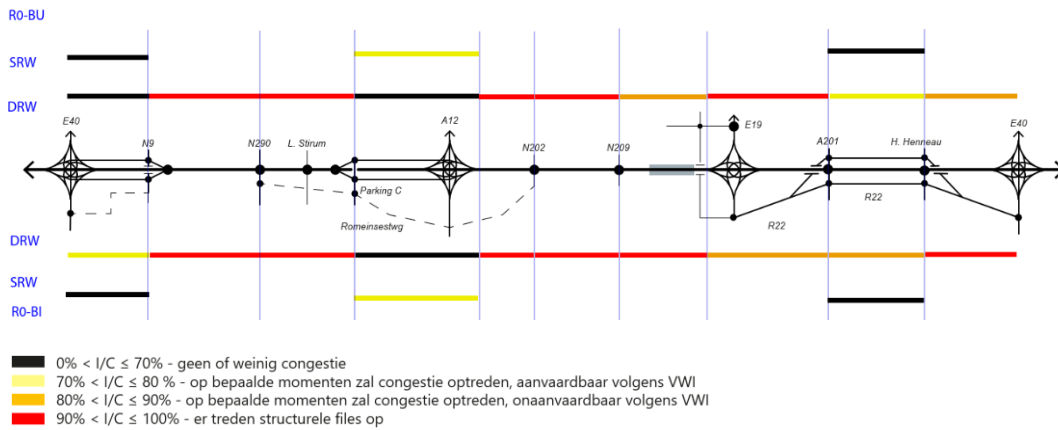 R0-BU
SRW
DRW
E40
N9
N290
L. Stirum
A12
N202
N209
E19
A201
H. Henneau
E40
Parking C
Romeinsestwg
R22
R22
DRW
SRW
R0-BI
0% < I/C ≤ 70% - geen of weinig congestie
70% < I/C ≤ 80 % - op bepaalde momenten zal congestie optreden, aanvaardbaar volgens VWI
80% < I/C ≤ 90% - op bepaalde momenten zal congestie optreden, onaanvaardbaar volgens VWI
90% < I/C ≤ 100% - er treden structurele files op